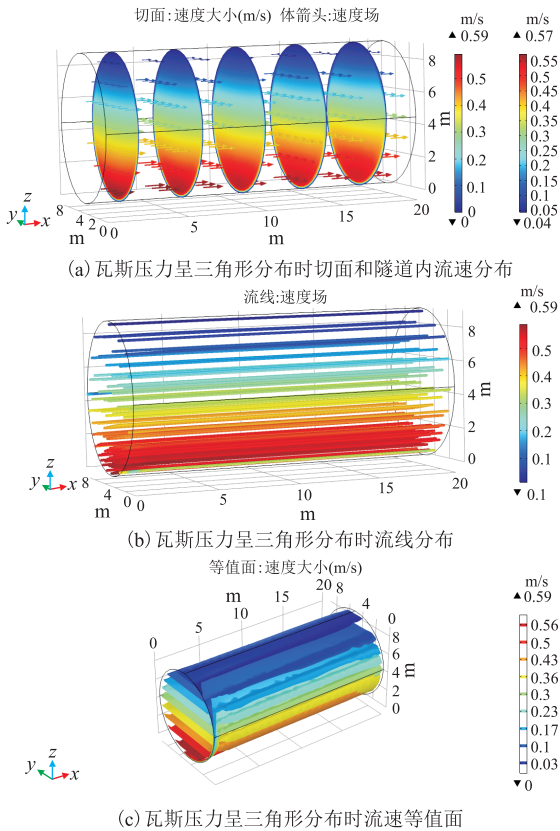 切面:速度大小(m/s) 体箭头:速度场
m/s m/s
▲ 0.59 ▲ 0.57
0.5 0.4 0.3 0.2 0.1 0
▼ 0
0.55 0.5 0.45 0.4 0.35 0.3 0.25 0.2 0.15 0.1 0.05
▼ 0.04
8 6 4 2 0
m
z y x
8 4 2 0 0 5 10 15 20
m m
(a)瓦斯压力呈三角形分布时切面和隧道内流速分布
流线:速度场
m/s
▲ 0.59
0.5
0.4
0.3
0.2
0.1
▼ 0.1
8 6 4 2 0
m
z y x
8 4 0 0 5 10 15 20
m m
(b)瓦斯压力呈三角形分布时流线分布
等值面:速度大小(m/s)
m
0 5 10 15 20 8 4 0
8 6 4 2 0
m
m/s
▲ 0.59
0.56
0.5
0.43
0.36
0.3
0.23
0.17
0.1
0.03
▼ 0
z y x
(c)瓦斯压力呈三角形分布时流速等值面